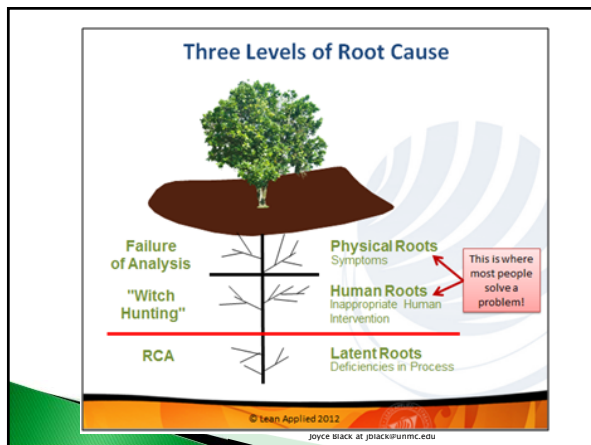 Three Levels of Root Cause
Failure
of Analysis
Physical Roots
Symptoms
This is where
most people
solve a
problem!
"Witch
Hunting"
Human Roots
Inappropriate Human
Intervention
RCA
Latent Roots
Deficiencies in Process
© Lean Applied 2012
Joyce Black at jblack@unmc.edu